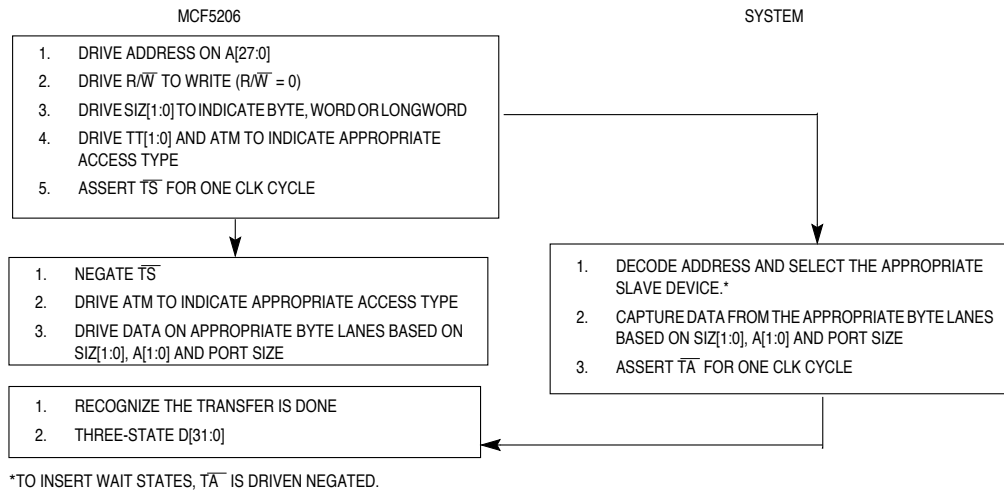 MCF5206
SYSTEM
1. DRIVE ADDRESS ON A[27:0]
2. DRIVE R/W̅ TO WRITE (R/W̅ = 0)
3. DRIVE SIZ[1:0] TO INDICATE BYTE, WORD OR LONGWORD
4. DRIVE TT[1:0] AND ATM TO INDICATE APPROPRIATE
ACCESS TYPE
5. ASSERT T̅S̅ FOR ONE CLK CYCLE
1. NEGATE T̅S̅
2. DRIVE ATM TO INDICATE APPROPRIATE ACCESS TYPE
3. DRIVE DATA ON APPROPRIATE BYTE LANES BASED ON
SIZ[1:0], A[1:0] AND PORT SIZE
1. DECODE ADDRESS AND SELECT THE APPROPRIATE
SLAVE DEVICE.*
2. CAPTURE DATA FROM THE APPROPRIATE BYTE LANES
BASED ON SIZ[1:0], A[1:0] AND PORT SIZE
3. ASSERT T̅A̅ FOR ONE CLK CYCLE
1. RECOGNIZE THE TRANSFER IS DONE
2. THREE-STATE D[31:0]
*TO INSERT WAIT STATES, T̅A̅ IS DRIVEN NEGATED.